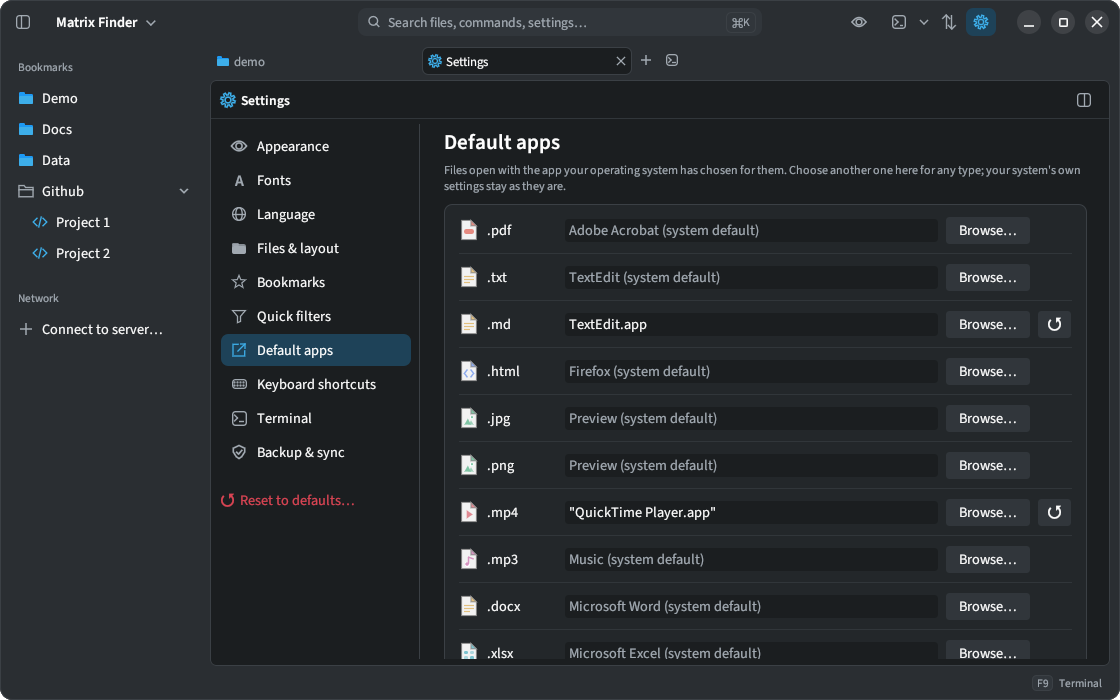 Matrix Finder
Search files, commands, settings…
⌘K
Bookmarks
Demo
Docs
Data
Github
Project 1
Project 2
Network
Connect to server…
demo
Settings
Settings
Appearance
Fonts
Language
Files & layout
Bookmarks
Quick filters
Default apps
Keyboard shortcuts
Terminal
Backup & sync
Reset to defaults…
Default apps
Files open with the app your operating system has chosen for them. Choose another one here for any type; your system's own
settings stay as they are.
.pdf Adobe Acrobat (system default) Browse…
.txt TextEdit (system default) Browse…
.md TextEdit.app Browse…
.html Firefox (system default) Browse…
.jpg Preview (system default) Browse…
.png Preview (system default) Browse…
.mp4 "QuickTime Player.app" Browse…
.mp3 Music (system default) Browse…
.docx Microsoft Word (system default) Browse…
.xlsx Microsoft Excel (system default) Browse…
F9 Terminal